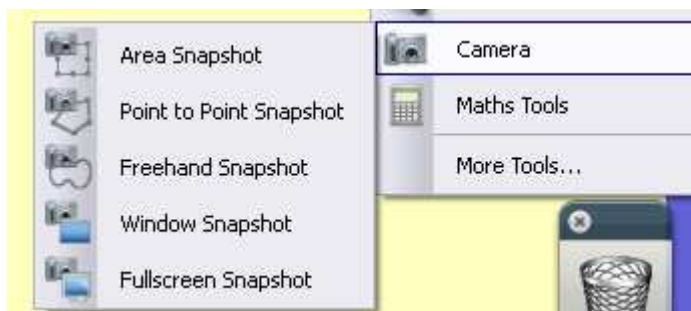 Area Snapshot
Point to Point Snapshot
Freehand Snapshot
Window Snapshot
Fullscreen Snapshot
Camera
Maths Tools
More Tools...